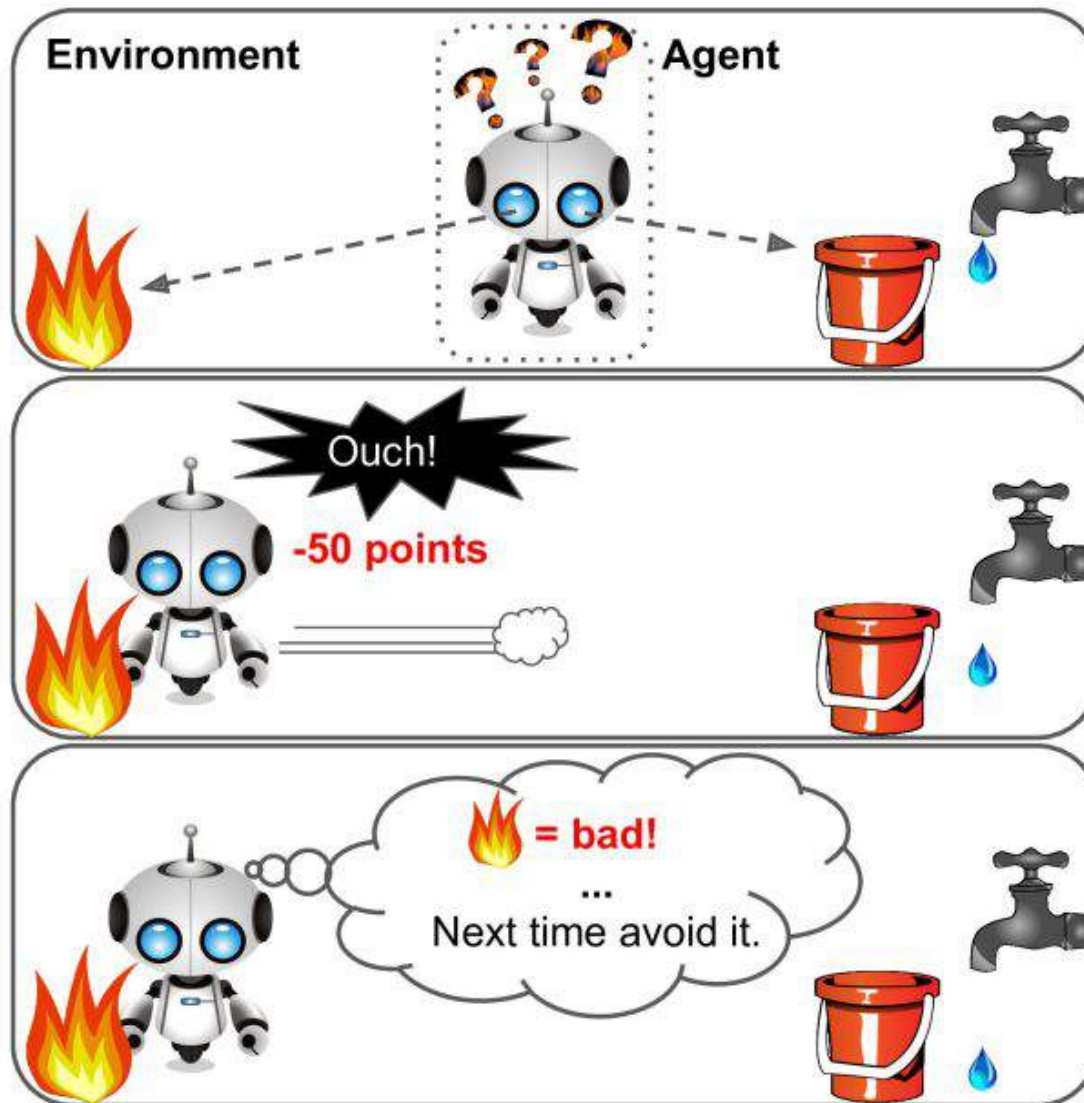 Environment
Agent
Ouch!
-50 points
= bad!
...
Next time avoid it.